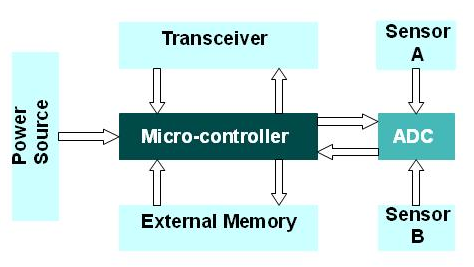 Transceiver
Sensor
A
Power
Source
Micro-controller
ADC
External Memory
Sensor
B